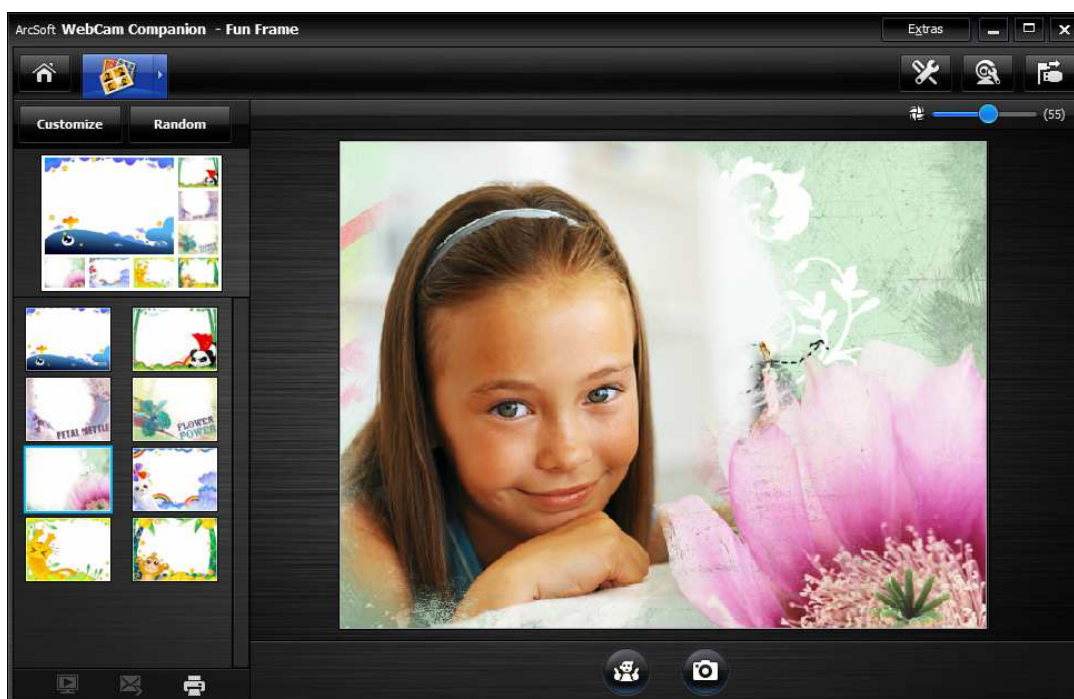 ArcSoft WebCam Companion - Fun Frame
Extras
Customize
Random
(55)
PETAL METTLE
FLOWER
POWER